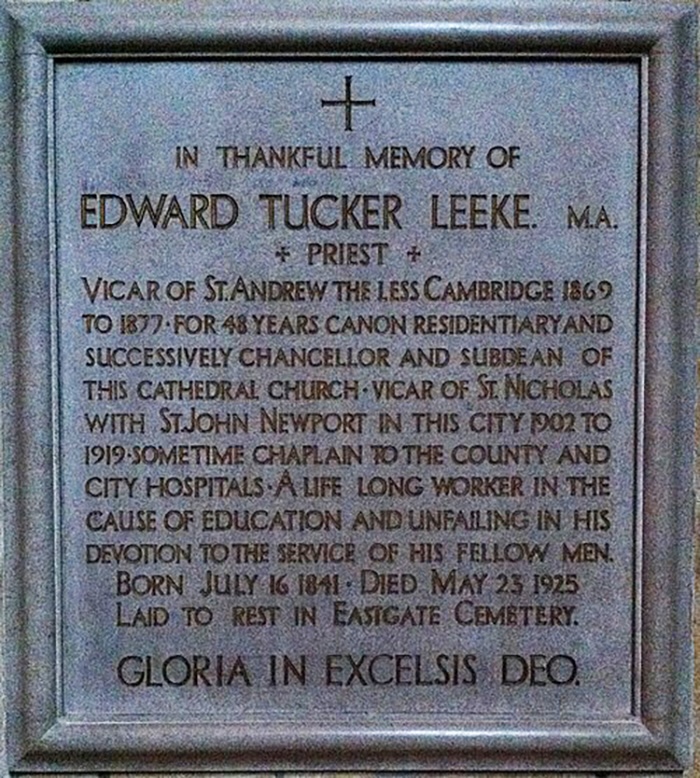 IN THANKFUL MEMORY OF
EDWARD TUCKER LEEKE. M.A.
+ PRIEST +
VICAR OF ST. ANDREW THE LESS CAMBRIDGE 1869
TO 1877 · FOR 48 YEARS CANON RESIDENTIARY AND
SUCCESSIVELY CHANCELLOR AND SUBDEAN OF
THIS CATHEDRAL CHURCH · VICAR OF ST. NICHOLAS
WITH ST. JOHN NEWPORT IN THIS CITY 1902 TO
1919 · SOMETIME CHAPLAIN TO THE COUNTY AND
CITY HOSPITALS · A LIFE LONG WORKER IN THE
CAUSE OF EDUCATION AND UNFAILING IN HIS
DEVOTION TO THE SERVICE OF HIS FELLOW MEN.
BORN JULY 16 1841 · DIED MAY 23 1925
LAID TO REST IN EASTGATE CEMETERY.
GLORIA IN EXCELSIS DEO.